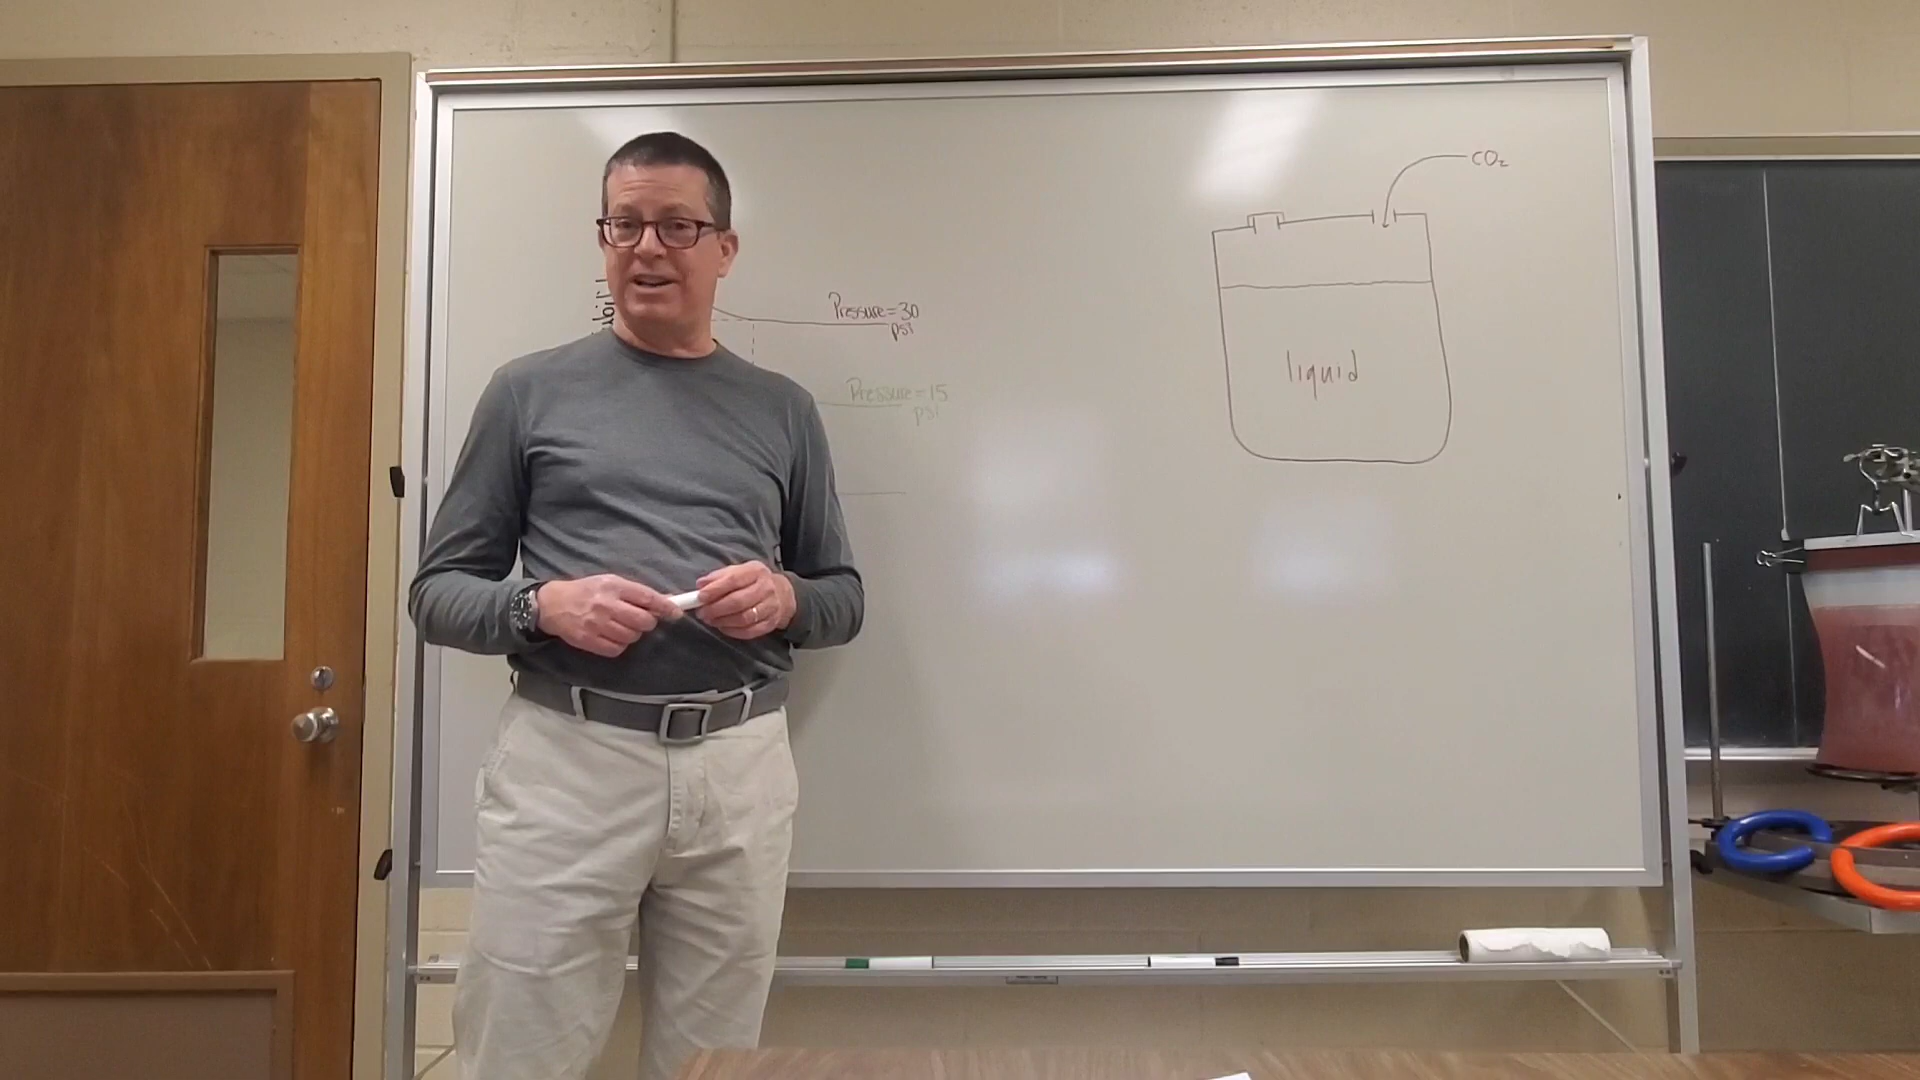 CO₂
Pressure=30
psi
Pressure=15
psi
liquid